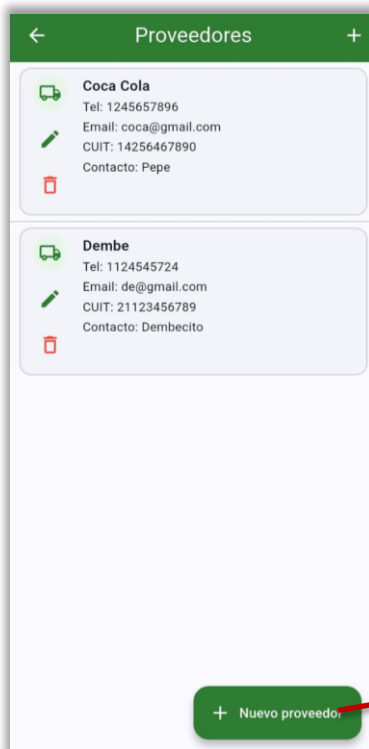 Proveedores
Coca Cola
Tel: 1245657896
Email: coca@gmail.com
CUIT: 14256467890
Contacto: Pepe
Dembe
Tel: 1124545724
Email: de@gmail.com
CUIT: 21123456789
Contacto: Dembecito
+ Nuevo proveedor